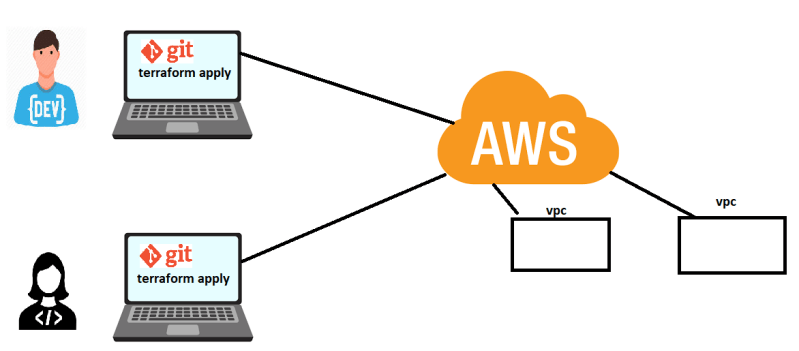 {DEV}
git
terraform apply
AWS
vpc
vpc
git
terraform apply
</>